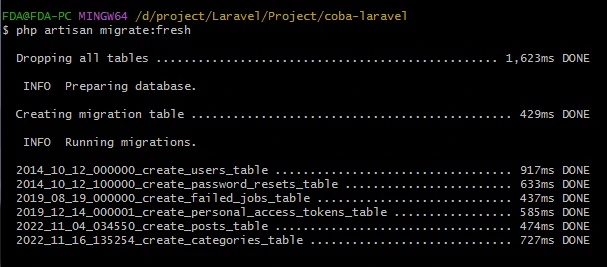 FDA@FDA-PC MINGW64 /d/project/Laravel/Project/coba-laravel
$ php artisan migrate:fresh
Dropping all tables ................................................ 1,623ms DONE
INFO  Preparing database.
Creating migration table .............................................. 429ms DONE
INFO  Running migrations.
2014_10_12_000000_create_users_table .................................. 917ms DONE
2014_10_12_100000_create_password_resets_table ........................ 633ms DONE
2019_08_19_000000_create_failed_jobs_table ............................ 437ms DONE
2019_12_14_000001_create_personal_access_tokens_table ................. 585ms DONE
2022_11_04_034550_create_posts_table .................................. 474ms DONE
2022_11_16_135254_create_categories_table ............................. 727ms DONE